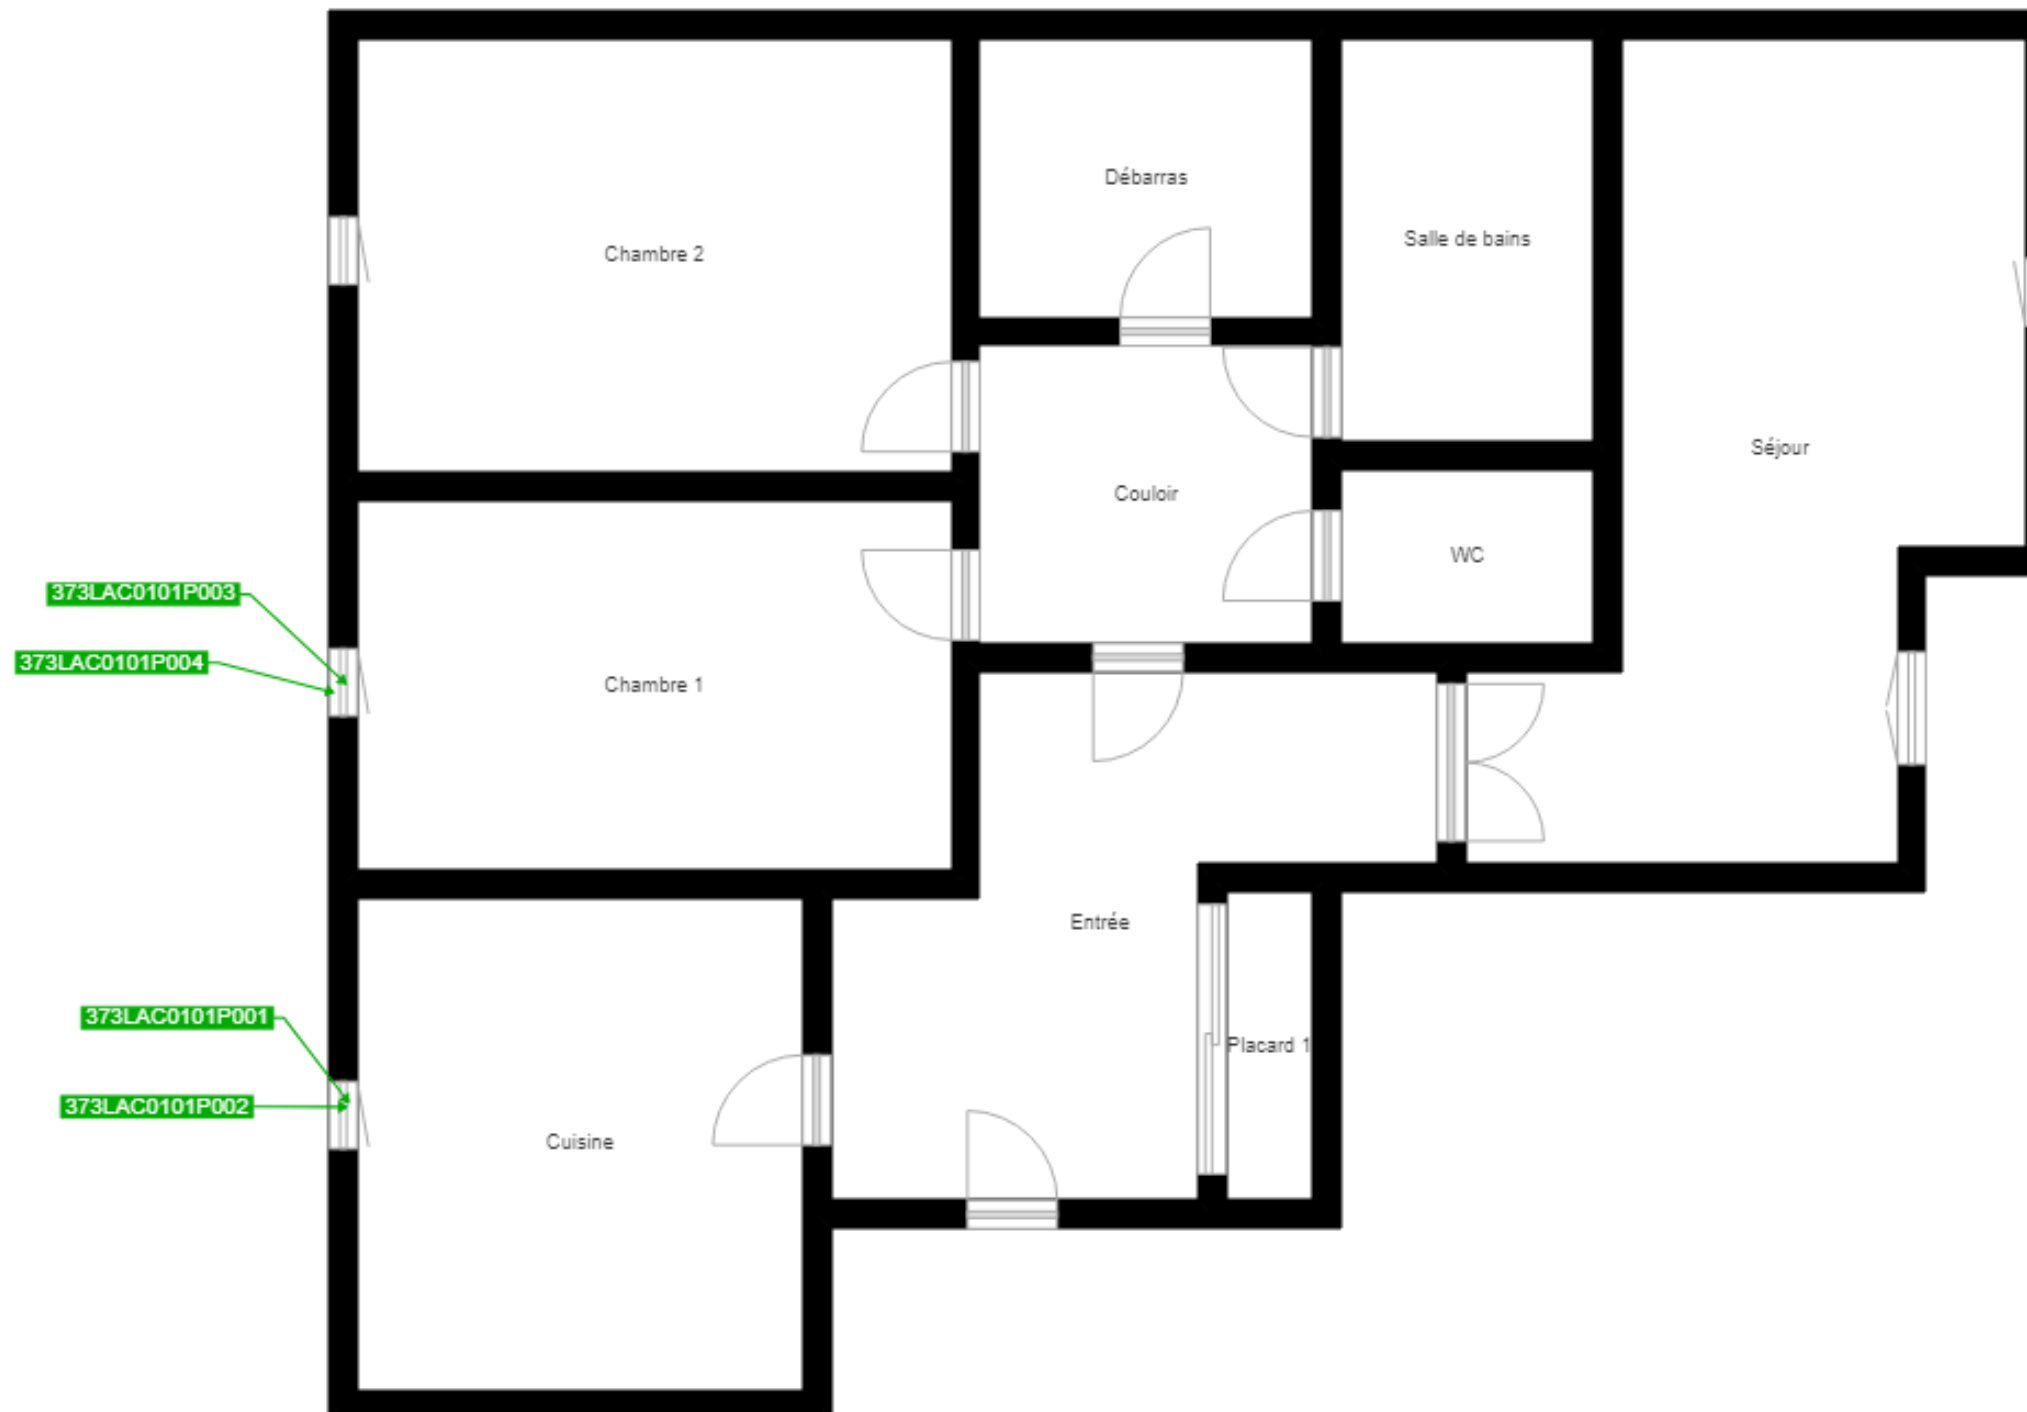 Débarras
Salle de bains
Chambre 2
Séjour
Couloir
WC
373LAC0101P003
373LAC0101P004
Chambre 1
Entrée
373LAC0101P001
Placard 1
373LAC0101P002
Cuisine